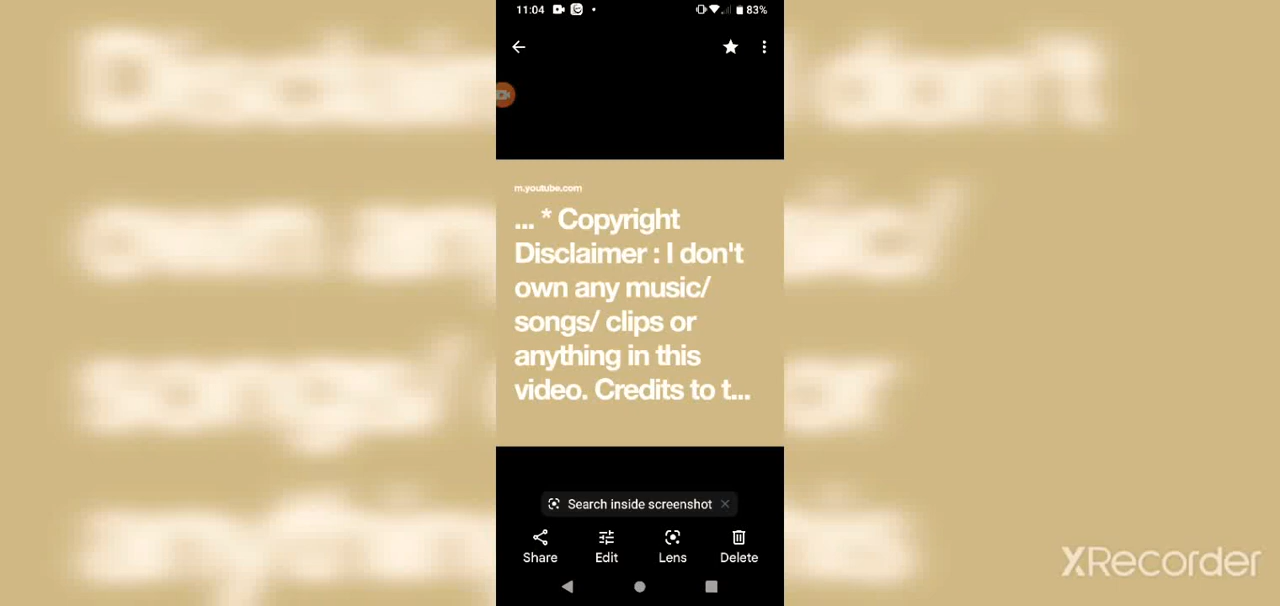 11:04
83%
m.youtube.com
... * Copyright
Disclaimer : I don't
own any music/
songs/ clips or
anything in this
video. Credits to t...
Search inside screenshot
Share Edit Lens Delete
XRecorder